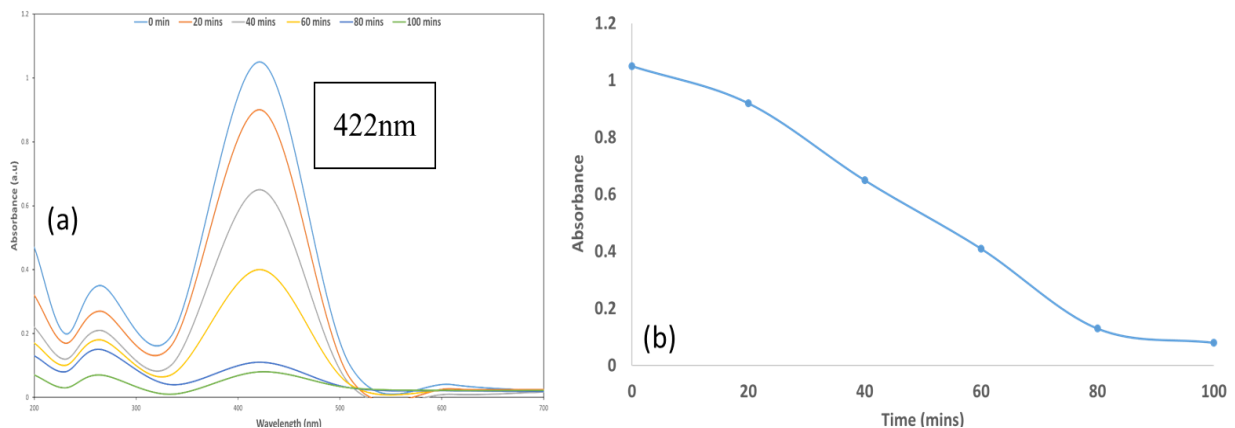 0 min 20 mins 40 mins 60 mins 80 mins 100 mins
1.2
1
0.8
0.6
0.4
0.2
0
Absorbance (a.u)
(a)
422nm
200 300 400 500 600 700
Wavelength (nm)
1.2
1
0.8
0.6
0.4
0.2
0
Absorbance
(b)
0 20 40 60 80 100
Time (mins)